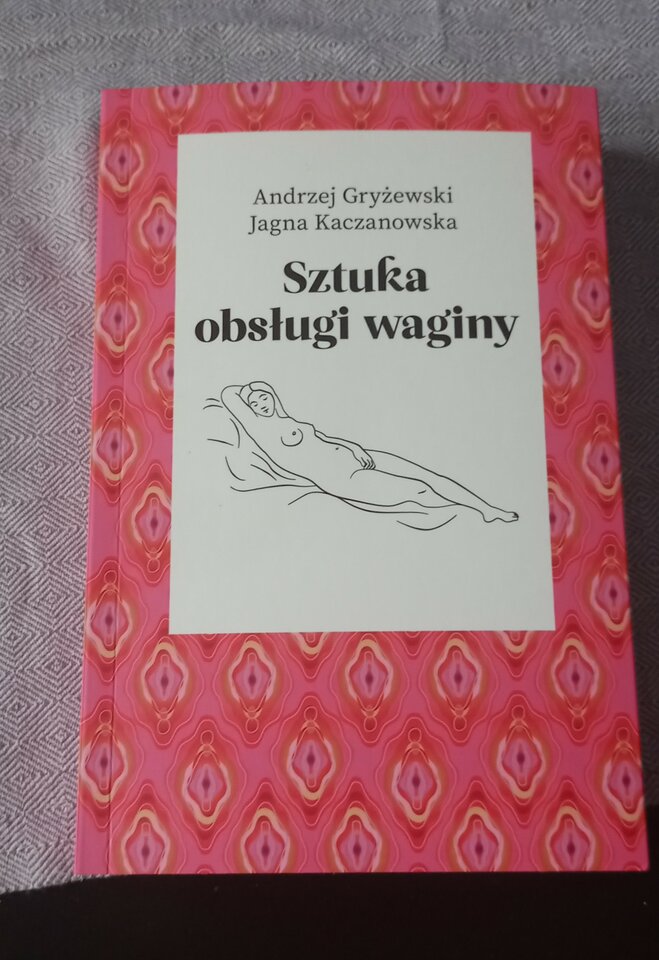 Andrzej Gryżewski
Jagna Kaczanowska
Sztuka
obsługi waginy